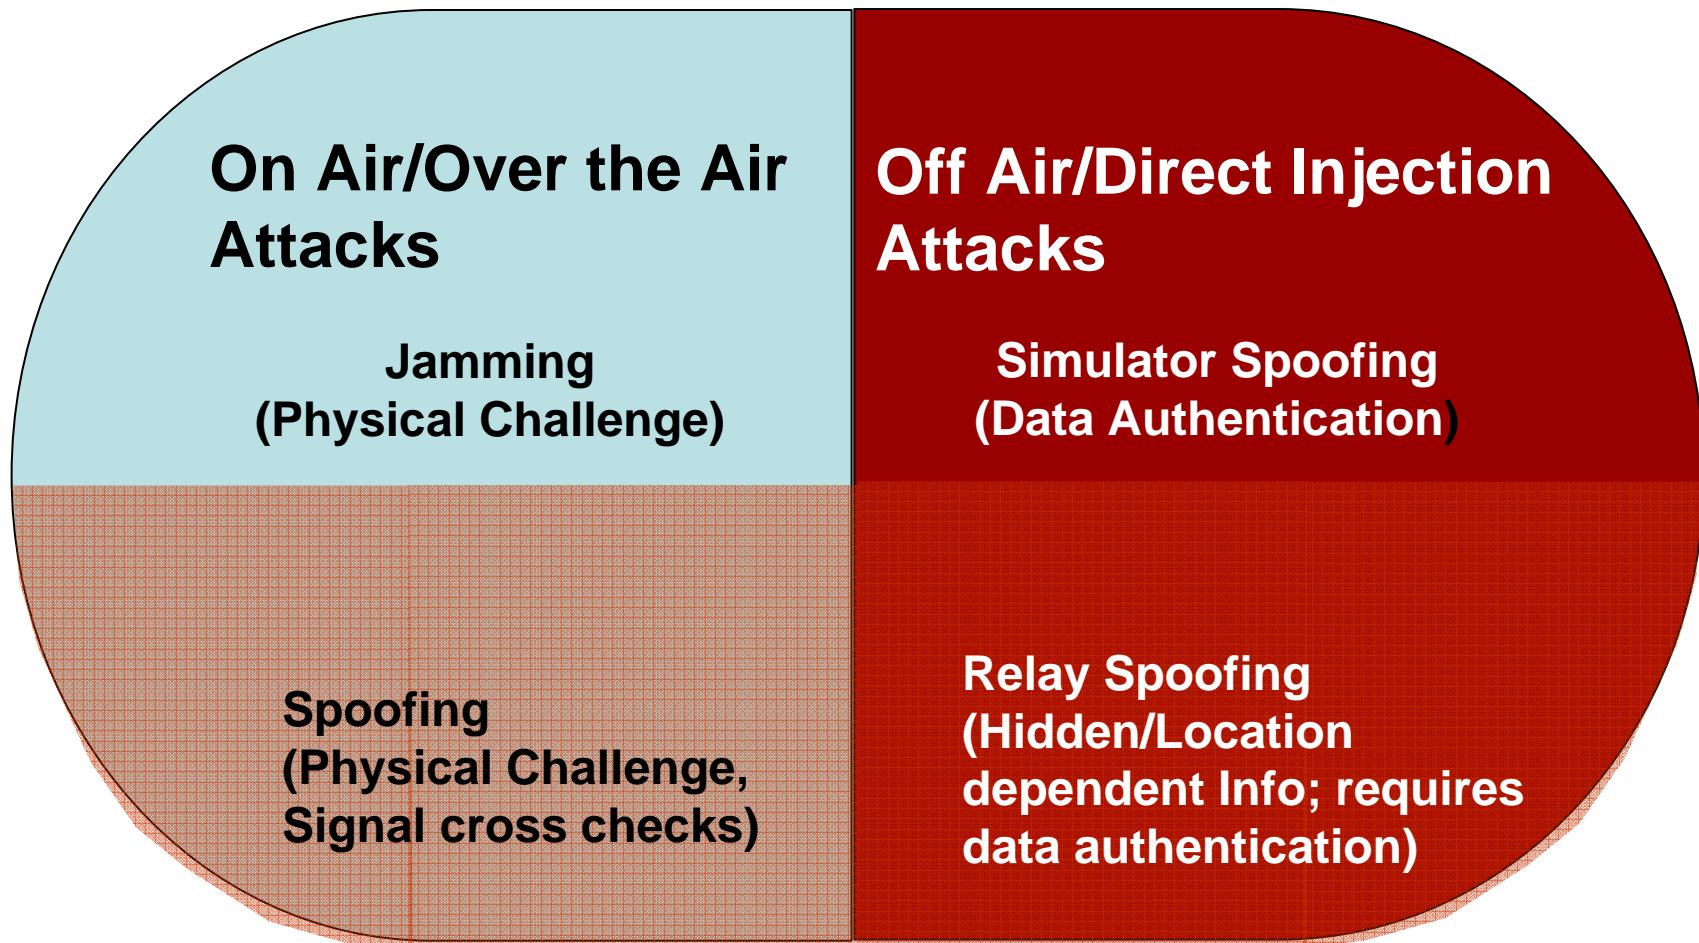 On Air/Over the Air
Attacks
Jamming
(Physical Challenge)
Off Air/Direct Injection
Attacks
Simulator Spoofing
(Data Authentication)
Spoofing
(Physical Challenge,
Signal cross checks)
Relay Spoofing
(Hidden/Location
dependent Info; requires
data authentication)